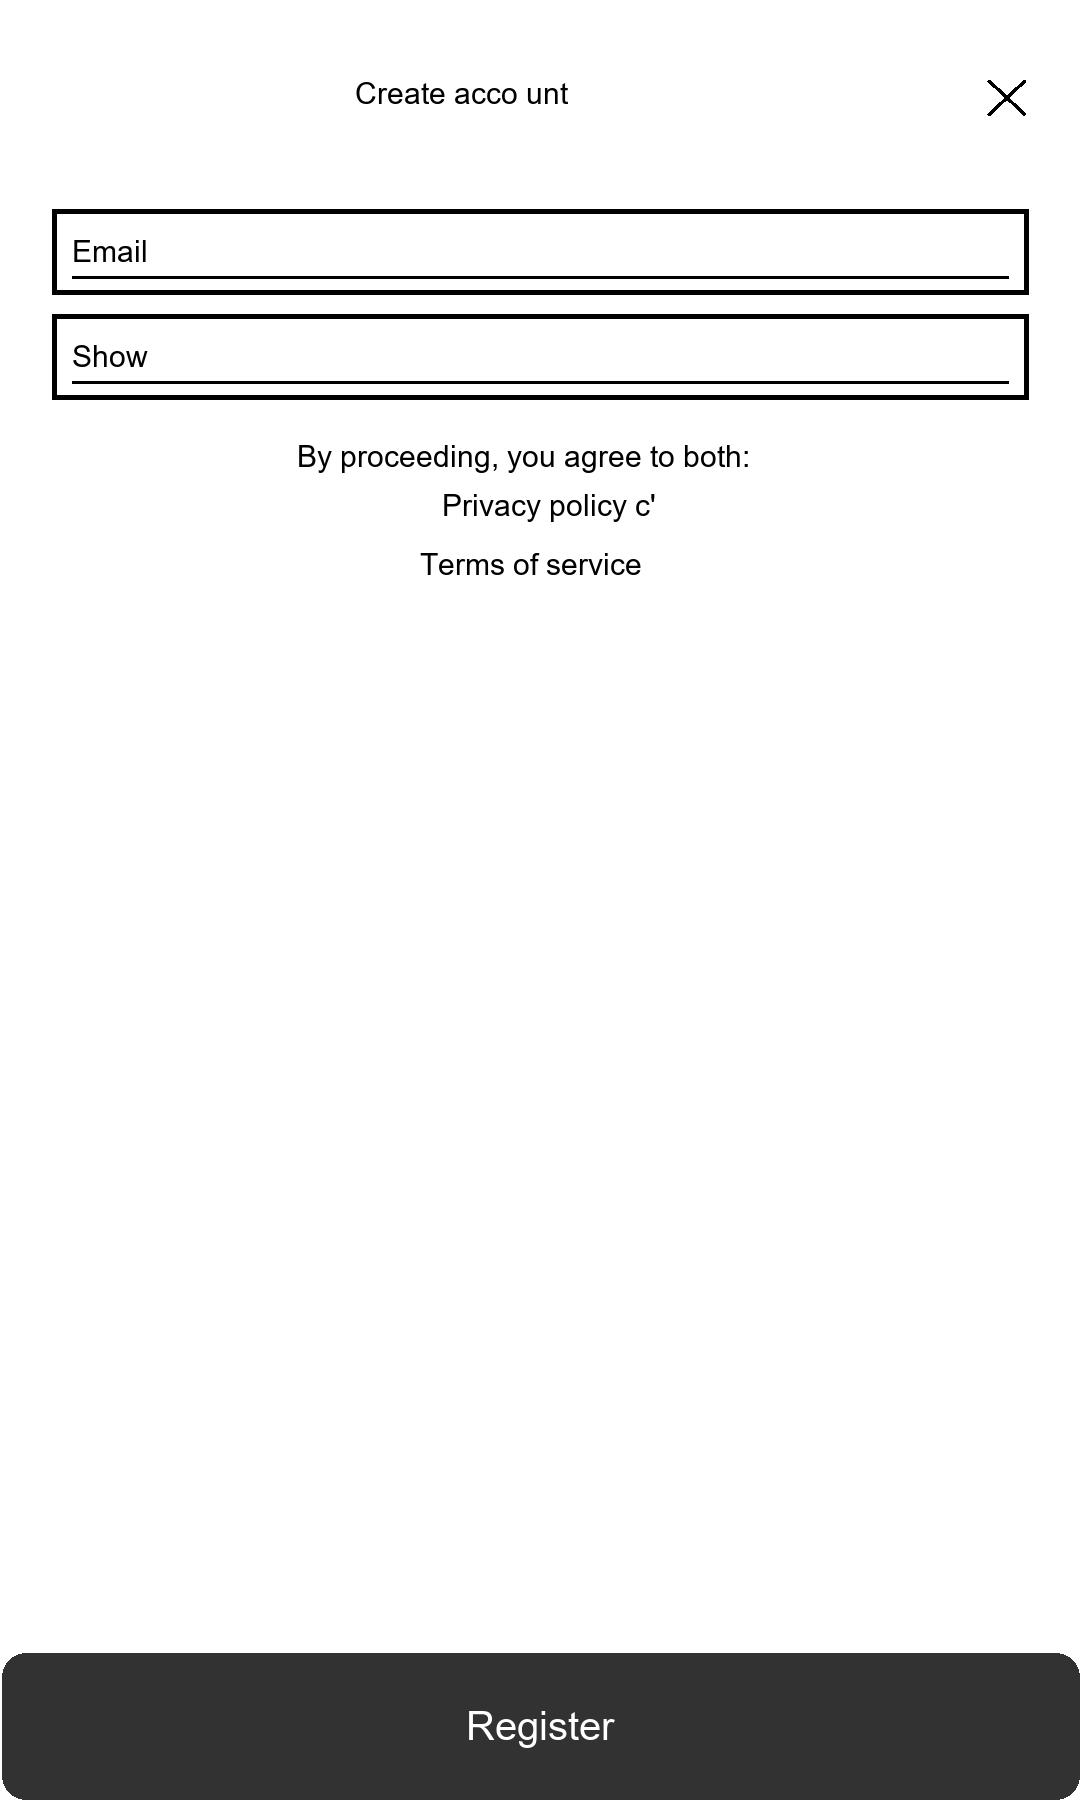 Create acco unt
Email
Show
By proceeding, you agree to both:
Privacy policy c'
Terms of service
Register